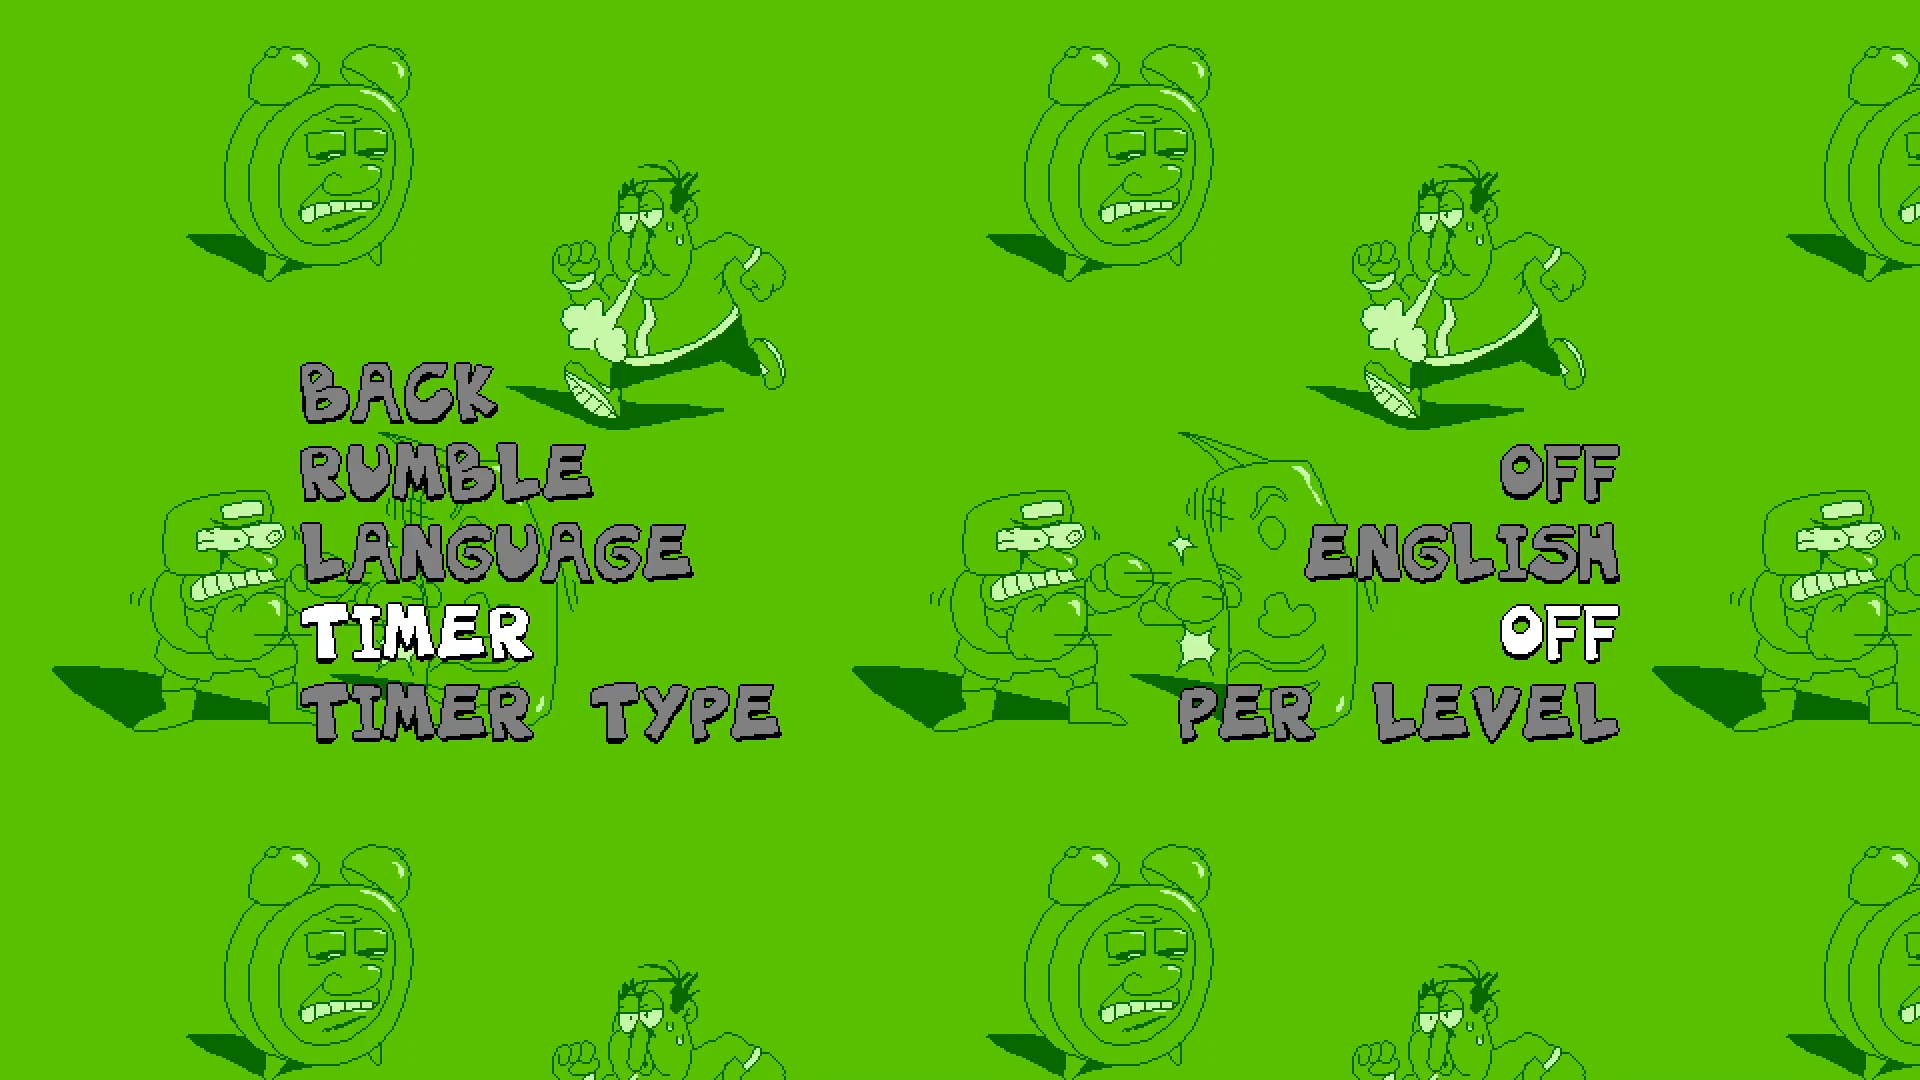 BACK
RUMBLE OFF
LANGUAGE ENGLISH
TIMER OFF
TIMER TYPE PER LEVEL